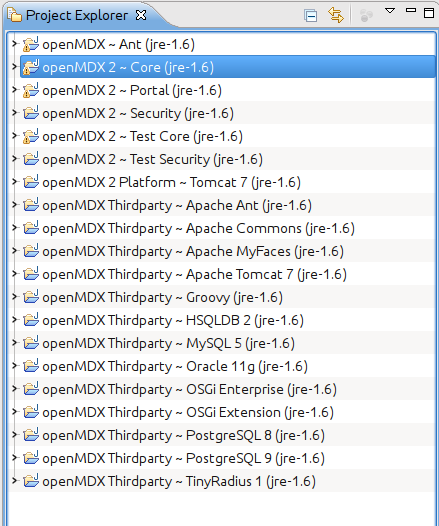 Project Explorer
openMDX ~ Ant (jre-1.6)
openMDX 2 ~ Core (jre-1.6)
openMDX 2 ~ Portal (jre-1.6)
openMDX 2 ~ Security (jre-1.6)
openMDX 2 ~ Test Core (jre-1.6)
openMDX 2 ~ Test Security (jre-1.6)
openMDX 2 Platform ~ Tomcat 7 (jre-1.6)
openMDX Thirdparty ~ Apache Ant (jre-1.6)
openMDX Thirdparty ~ Apache Commons (jre-1.6)
openMDX Thirdparty ~ Apache MyFaces (jre-1.6)
openMDX Thirdparty ~ Apache Tomcat 7 (jre-1.6)
openMDX Thirdparty ~ Groovy (jre-1.6)
openMDX Thirdparty ~ HSQLDB 2 (jre-1.6)
openMDX Thirdparty ~ MySQL 5 (jre-1.6)
openMDX Thirdparty ~ Oracle 11g (jre-1.6)
openMDX Thirdparty ~ OSGi Enterprise (jre-1.6)
openMDX Thirdparty ~ OSGi Extension (jre-1.6)
openMDX Thirdparty ~ PostgreSQL 8 (jre-1.6)
openMDX Thirdparty ~ PostgreSQL 9 (jre-1.6)
openMDX Thirdparty ~ TinyRadius 1 (jre-1.6)